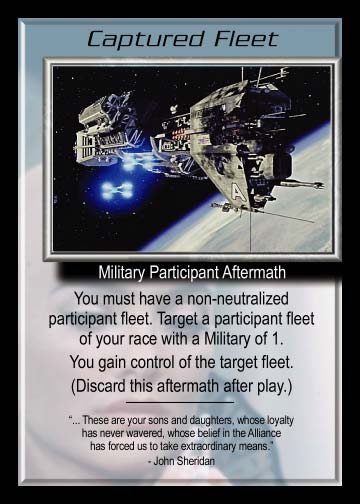 Captured Fleet
A
Military Participant Aftermath
You must have a non-neutralized
participant fleet. Target a participant fleet
of your race with a Military of 1.
You gain control of the target fleet.
(Discard this aftermath after play.)
"... These are your sons and daughters, whose loyalty
has never wavered, whose belief in the Alliance
has forced us to take extraordinary means."
- John Sheridan